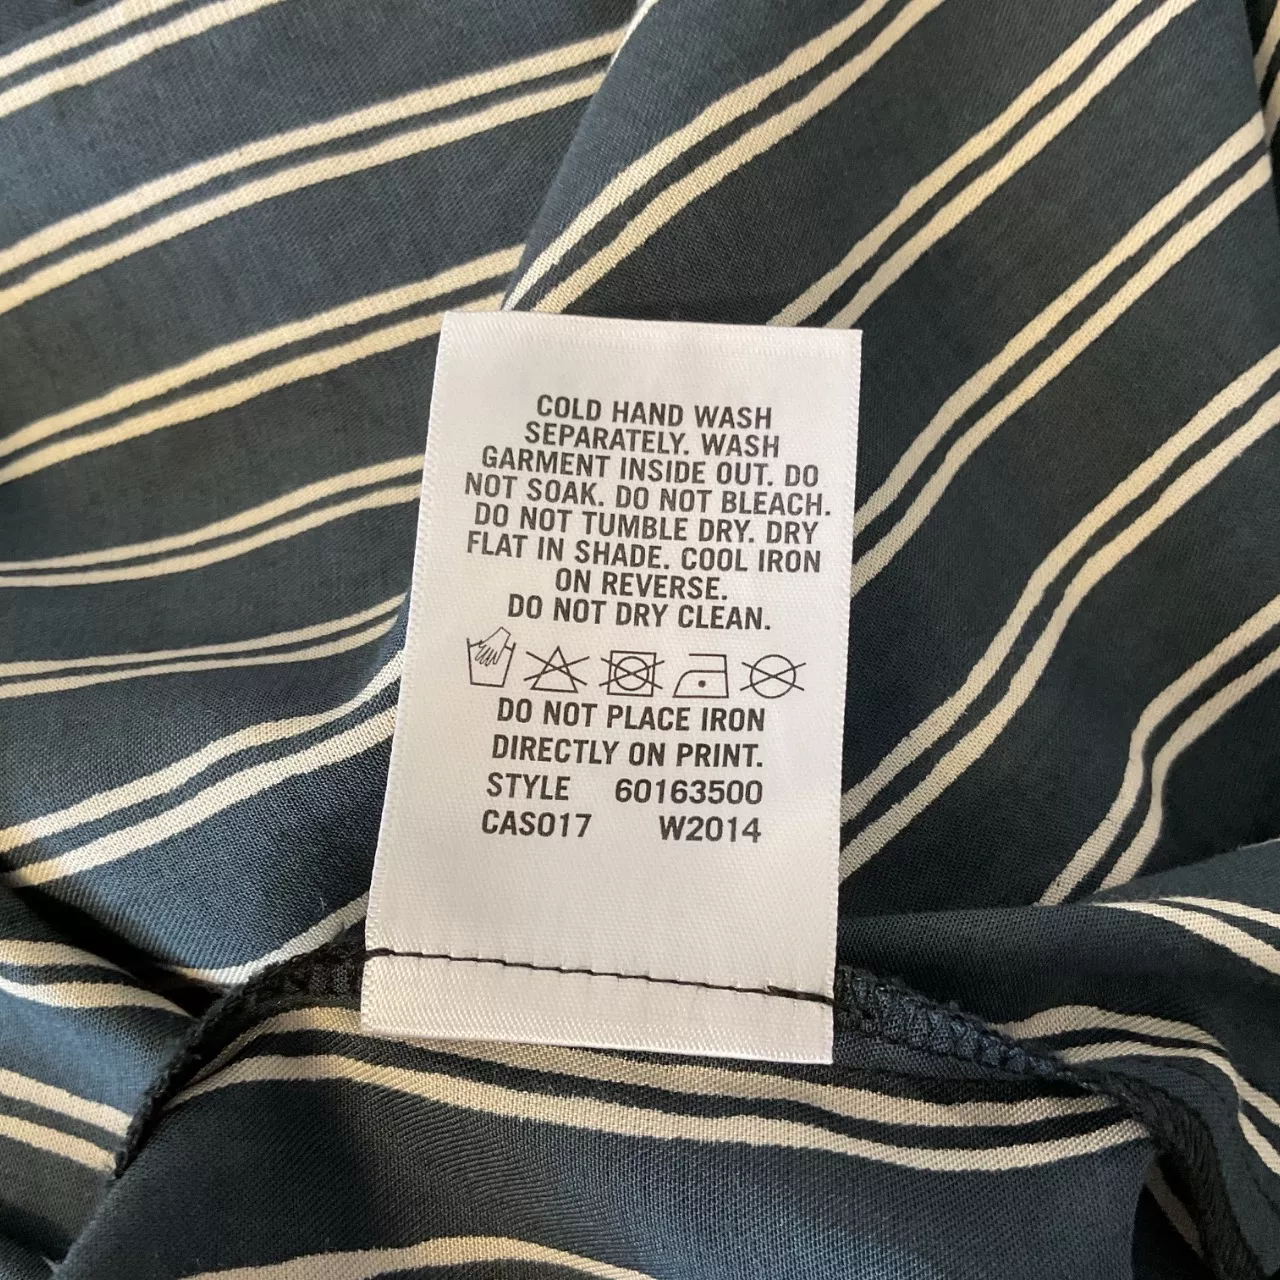 COLD HAND WASH
SEPARATELY. WASH
GARMENT INSIDE OUT. DO
NOT SOAK. DO NOT BLEACH.
DO NOT TUMBLE DRY. DRY
FLAT IN SHADE. COOL IRON
ON REVERSE.
DO NOT DRY CLEAN.
DO NOT PLACE IRON
DIRECTLY ON PRINT.
STYLE 60163500
CAS017 W2014